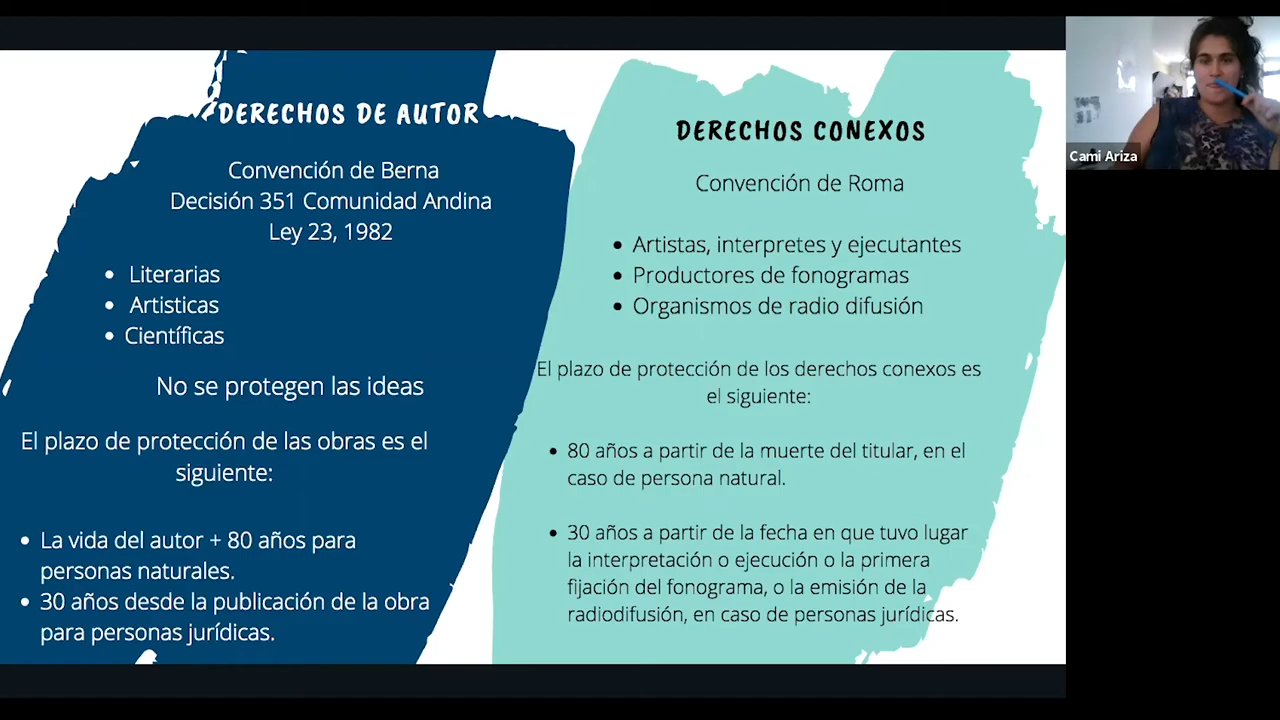 DERECHOS DE AUTOR
Convención de Berna
Decisión 351 Comunidad Andina
Ley 23, 1982
• Literarias
• Artisticas
• Científicas
No se protegen las ideas
El plazo de protección de las obras es el
siguiente:
• La vida del autor + 80 años para
personas naturales.
• 30 años desde la publicación de la obra
para personas jurídicas.
DERECHOS CONEXOS
Convención de Roma
• Artistas, interpretes y ejecutantes
• Productores de fonogramas
• Organismos de radio difusión
El plazo de protección de los derechos conexos es
el siguiente:
• 80 años a partir de la muerte del titular, en el
caso de persona natural.
• 30 años a partir de la fecha en que tuvo lugar
la interpretación o ejecución o la primera
fijación del fonograma, o la emisión de la
radiodifusión, en caso de personas jurídicas.
Cami Ariza